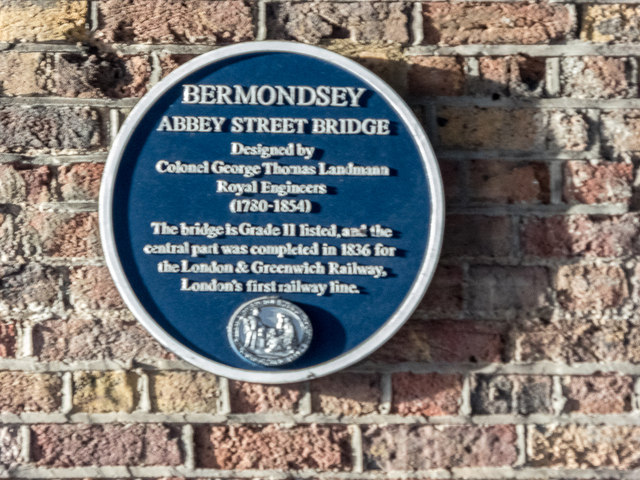 BERMONDSEY
ABBEY STREET BRIDGE
Designed by
Colonel George Thomas Landmann
Royal Engineers
(1780-1854)
The bridge is Grade II listed, and the
central part was completed in 1836 for
the London & Greenwich Railway,
London's first railway line.